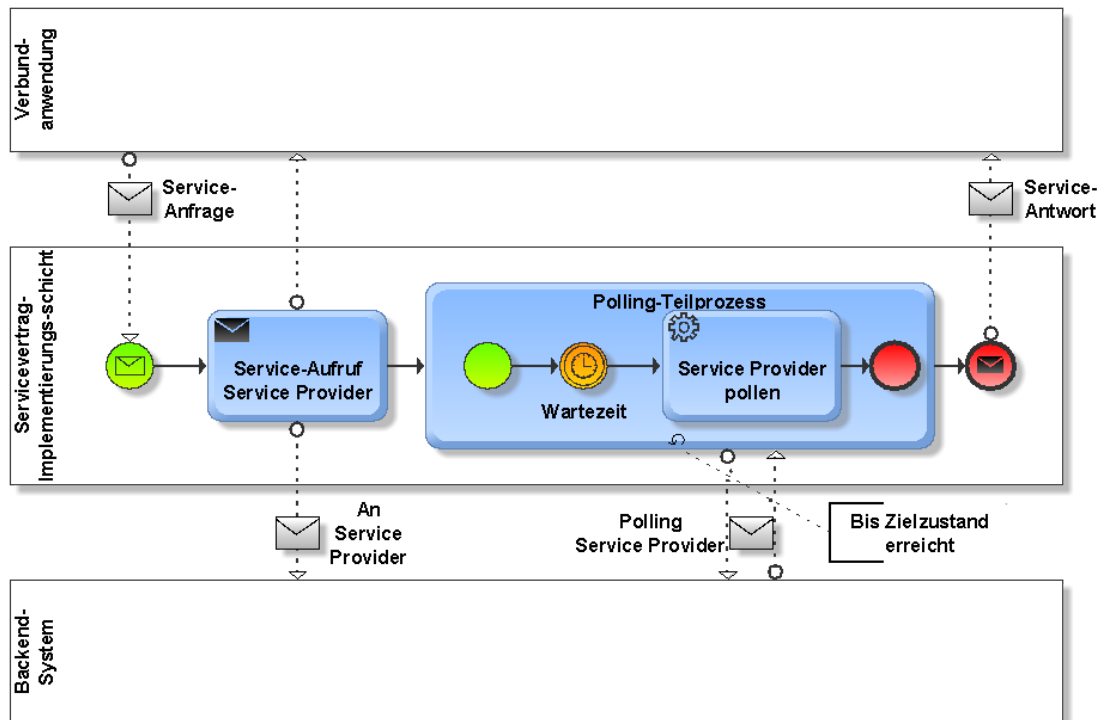 Verbund-
anwendung
Service-
Anfrage
Service-
Antwort
Servicevertrag-
Implementierungs-schicht
Polling-Teilprozess
Service-Aufruf
Service Provider
Wartezeit
Service Provider
pollen
An
Service
Provider
Polling
Service Provider
Bis Zielzustand
erreicht
Backend-
System